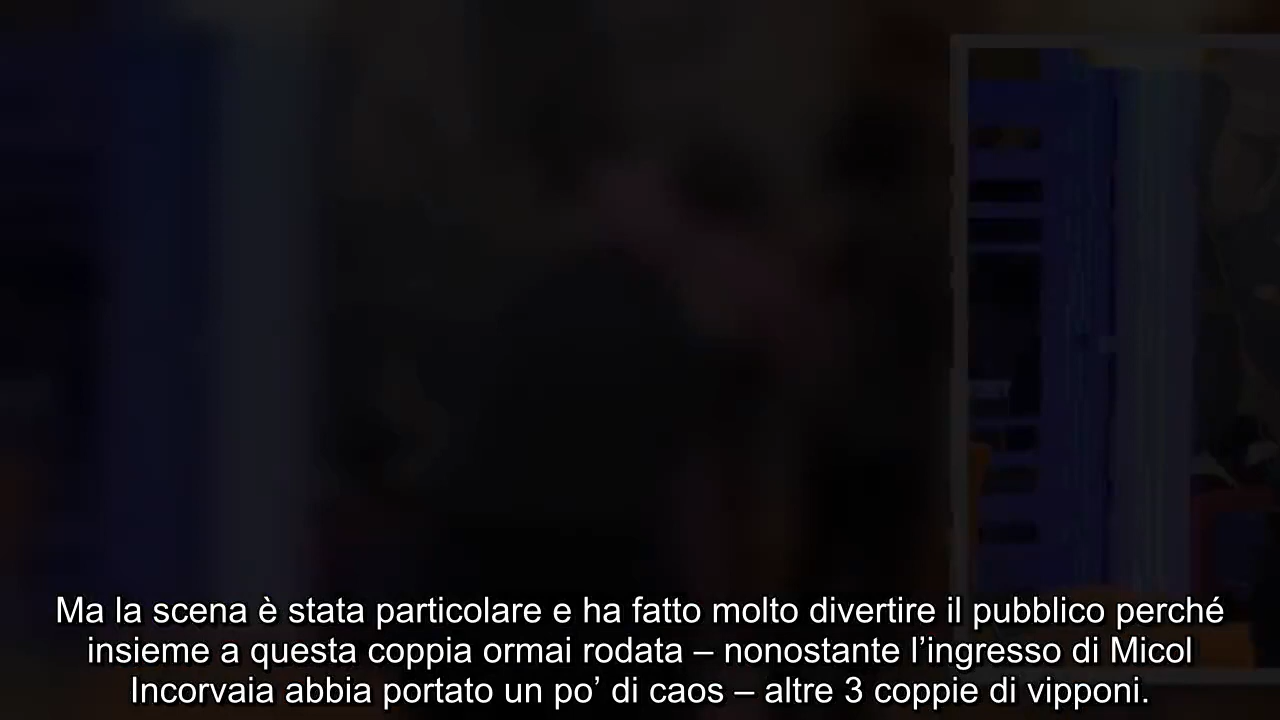 Ma la scena è stata particolare e ha fatto molto divertire il pubblico perché
insieme a questa coppia ormai rodata – nonostante l’ingresso di Micol
Incorvaia abbia portato un po’ di caos – altre 3 coppie di vipponi.